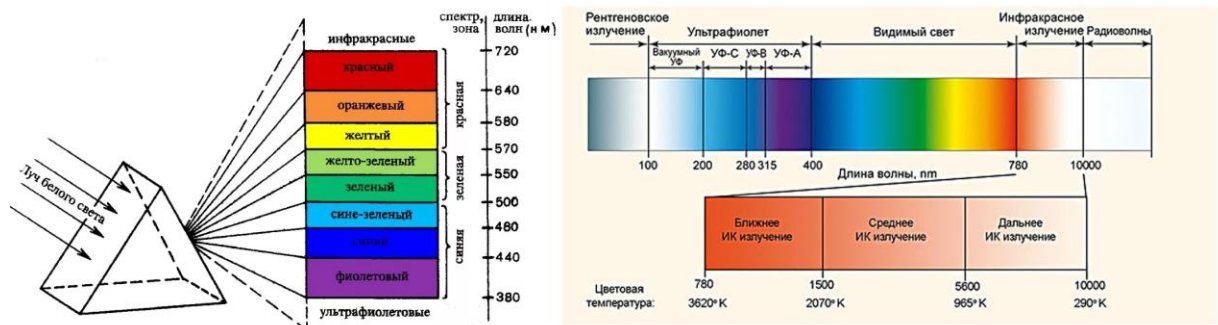 спектр, длина.
зона волн (нм)
инфракрасные
720
красный
640
оранжевый
красная
580
желтый
570
желто-зеленый
550
зеленая
зеленый
500
сине-зеленый
480
синий
синяя
440
фиолетовый
380
ультрафиолетовые
Луч белого света
Рентгеновское излучение
Ультрафиолет
Видимый свет
Инфракрасное излучение
Радиоволны
Вакуумный УФ
УФ-С
УФ-В
УФ-А
100 200 280 315 400 780 10000
Длина волны, nm
Ближнее ИК излучение
Среднее ИК излучение
Дальнее ИК излучение
780 1500 5600 10000
Цветовая температура: 3620°K 2070°K 965°K 290°K